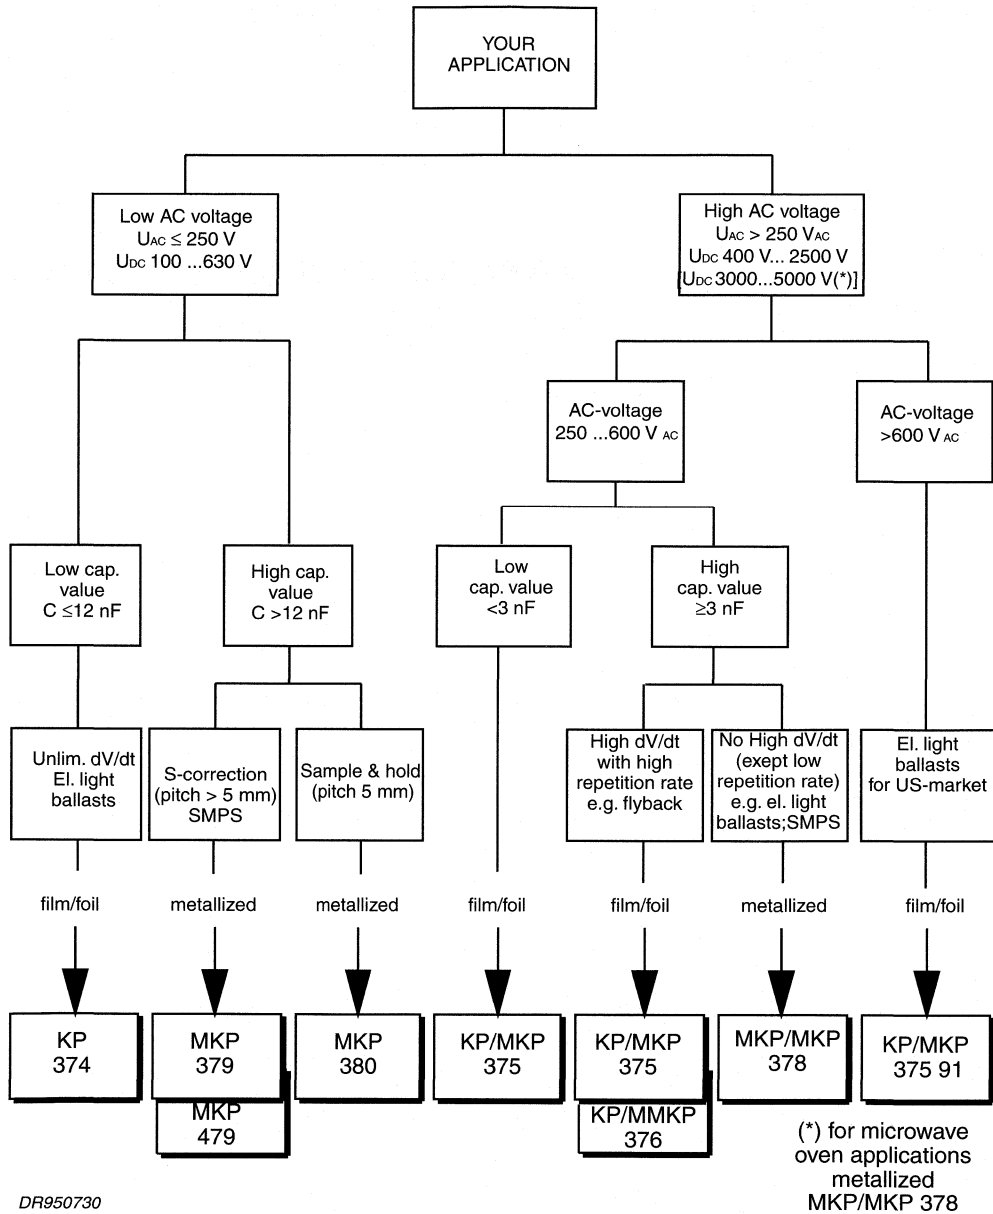 YOUR
APPLICATION
Low AC voltage
UAC ≤ 250 V
UDC 100 ...630 V
High AC voltage
UAC > 250 VAC
UDC 400 V... 2500 V
[UDC 3000...5000 V(*)]
AC-voltage
250 ...600 V AC
AC-voltage
>600 V AC
Low cap.
value
C ≤12 nF
High cap.
value
C >12 nF
Low
cap. value
<3 nF
High
cap. value
≥3 nF
Unlim. dV/dt
El. light
ballasts
S-correction
(pitch > 5 mm)
SMPS
Sample & hold
(pitch 5 mm)
High dV/dt
with high
repetition rate
e.g. flyback
No High dV/dt
(exept low
repetition rate)
e.g. el. light
ballasts;SMPS
El. light
ballasts
for US-market
film/foil
metallized
metallized
film/foil
film/foil
metallized
film/foil
KP
374
MKP
379
MKP
479
MKP
380
KP/MKP
375
KP/MKP
375
KP/MMKP
376
MKP/MKP
378
KP/MKP
375 91
(*) for microwave
oven applications
metallized
MKP/MKP 378
DR950730